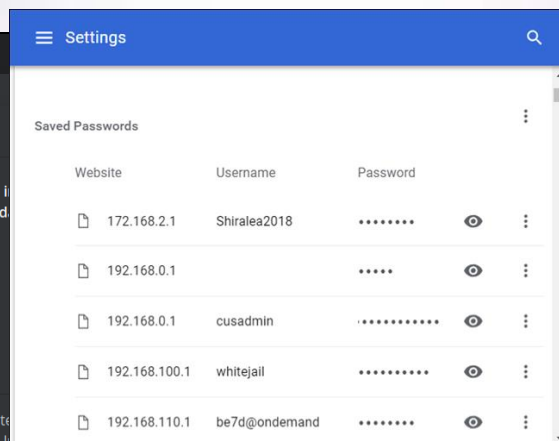 Settings
Saved Passwords
Website Username Password
172.168.2.1 Shiralea2018 ••••••••
192.168.0.1 •••••
192.168.0.1 cusadmin •••••••••••
192.168.100.1 whitejail ••••••••••
192.168.110.1 be7d@ondemand ••••••••